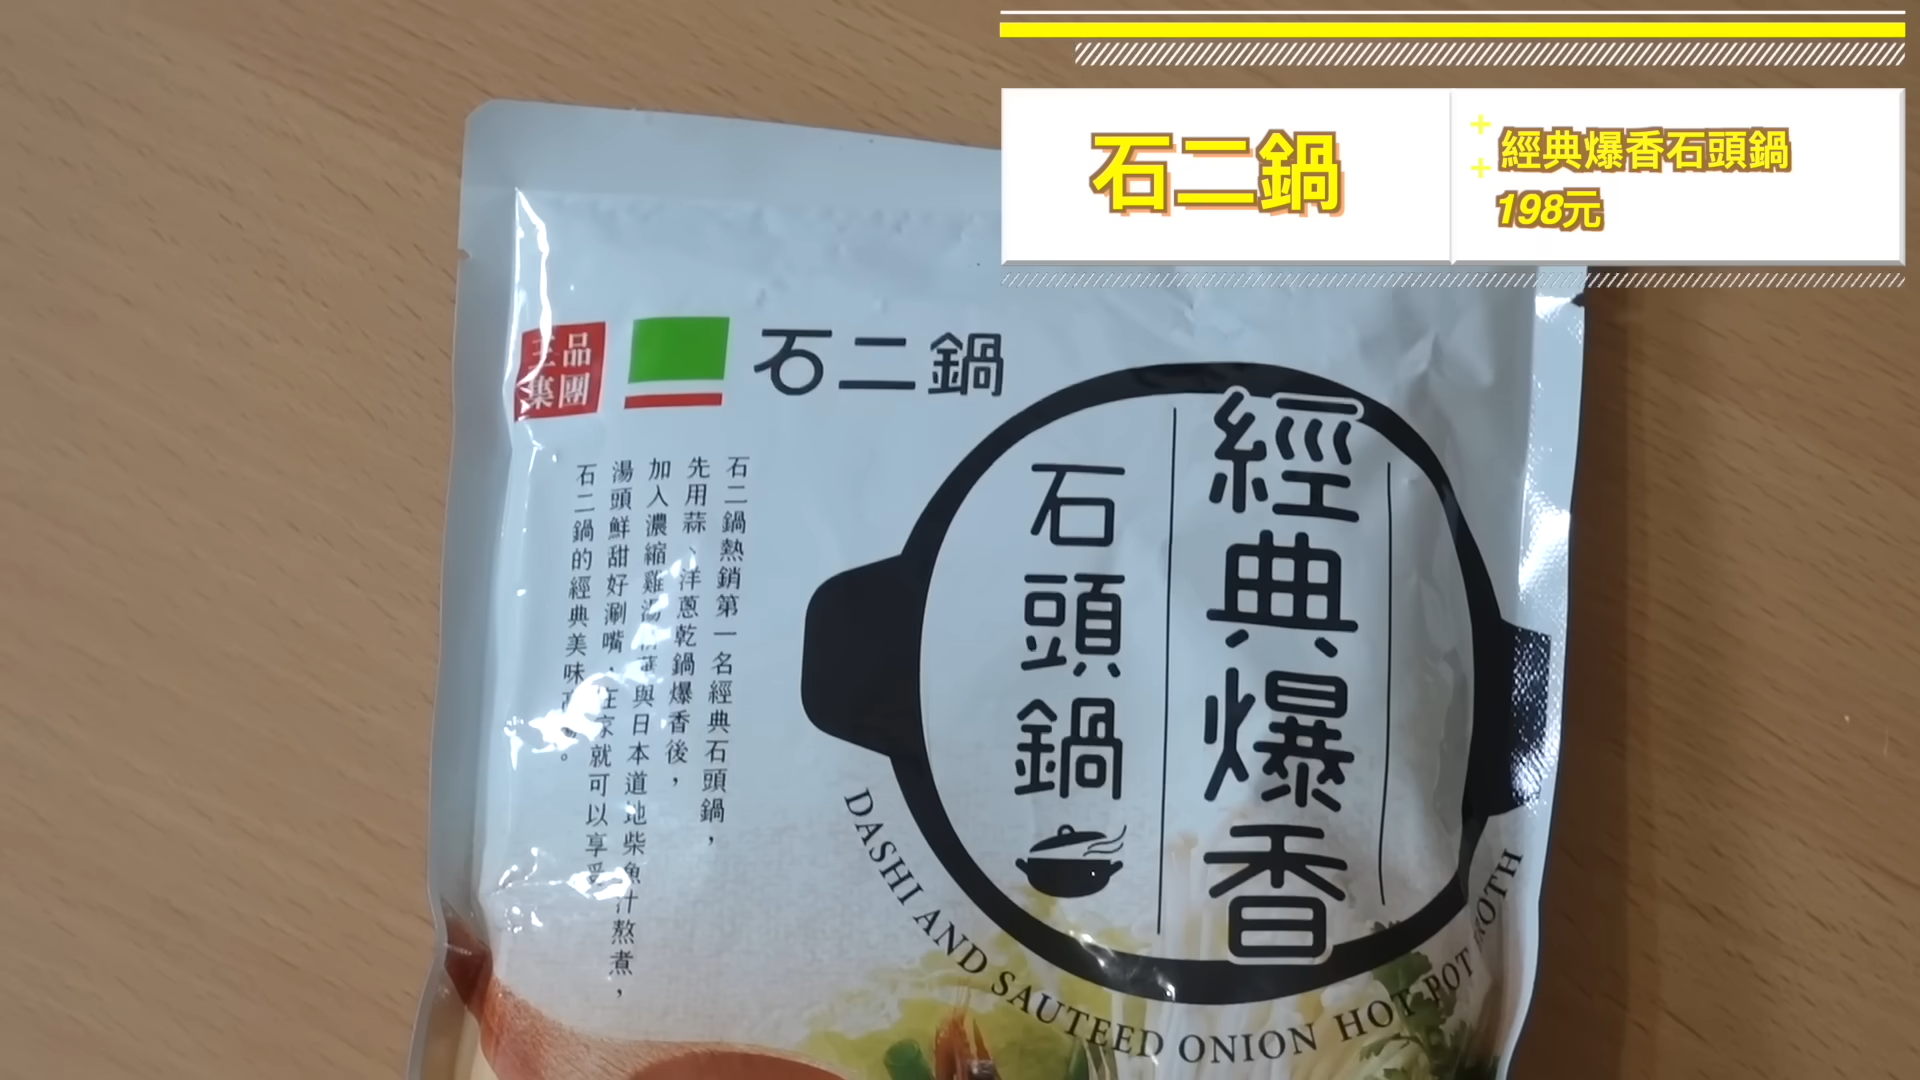 石二鍋
經典爆香石頭鍋
198元
王品
集團
石二鍋
經典爆香
石頭鍋
石二鍋熱銷第一名經典石頭鍋，
先用蒜、洋蔥乾鍋爆香後，
加入濃縮雞湯 與日本道地柴魚汁熬煮，
湯頭鮮甜好涮嘴，在家就可以享受
石二鍋的經典美味 。
DASHI AND SAUTEED ONION HOT POT BROTH